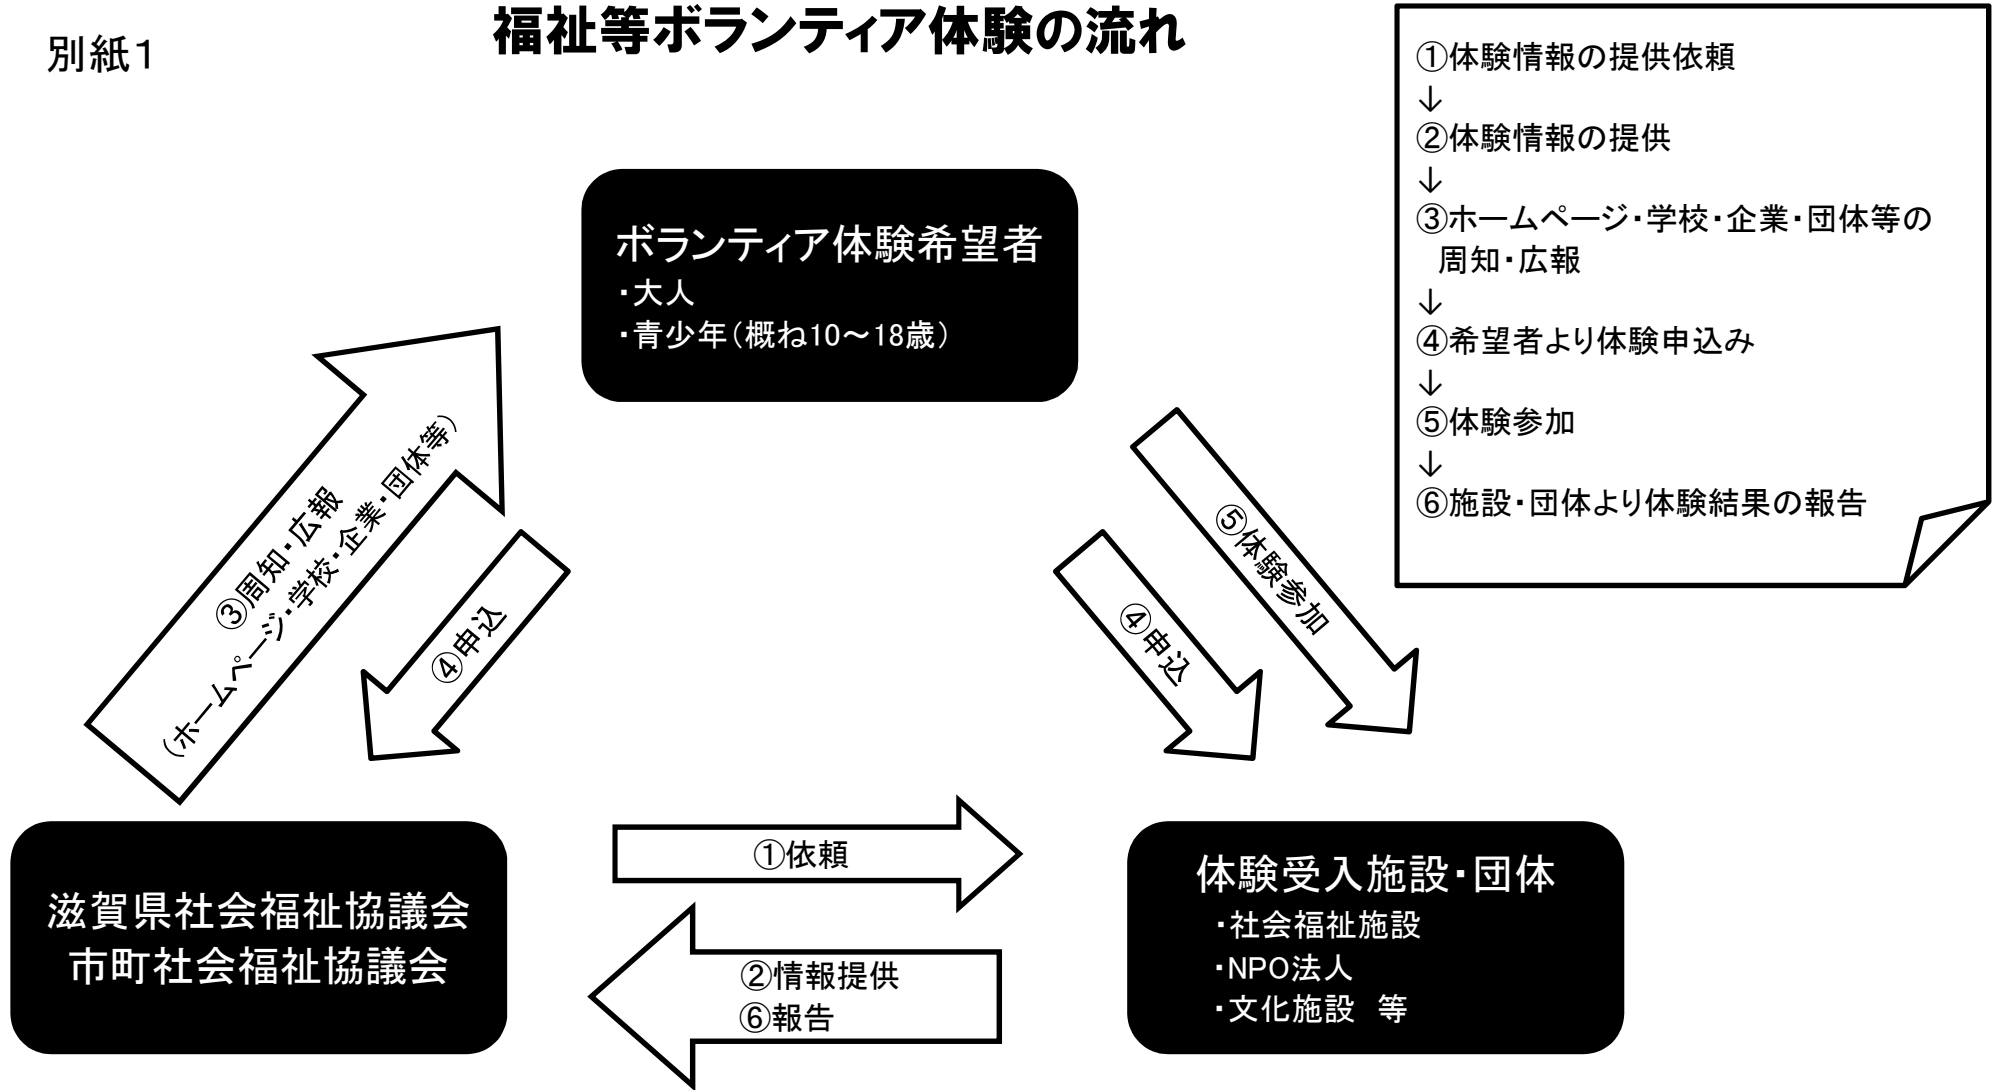 別紙1
福祉等ボランティア体験の流れ
①体験情報の提供依頼
↓
②体験情報の提供
↓
③ホームページ・学校・企業・団体等の
周知・広報
↓
④希望者より体験申込み
↓
⑤体験参加
↓
⑥施設・団体より体験結果の報告
ボランティア体験希望者
・大人
・青少年(概ね10～18歳)
③周知・広報
(ホームページ・学校・企業・団体等)
④申込
④申込
⑤体験参加
①依頼
②情報提供
⑥報告
滋賀県社会福祉協議会
市町社会福祉協議会
体験受入施設・団体
・社会福祉施設
・NPO法人
・文化施設 等